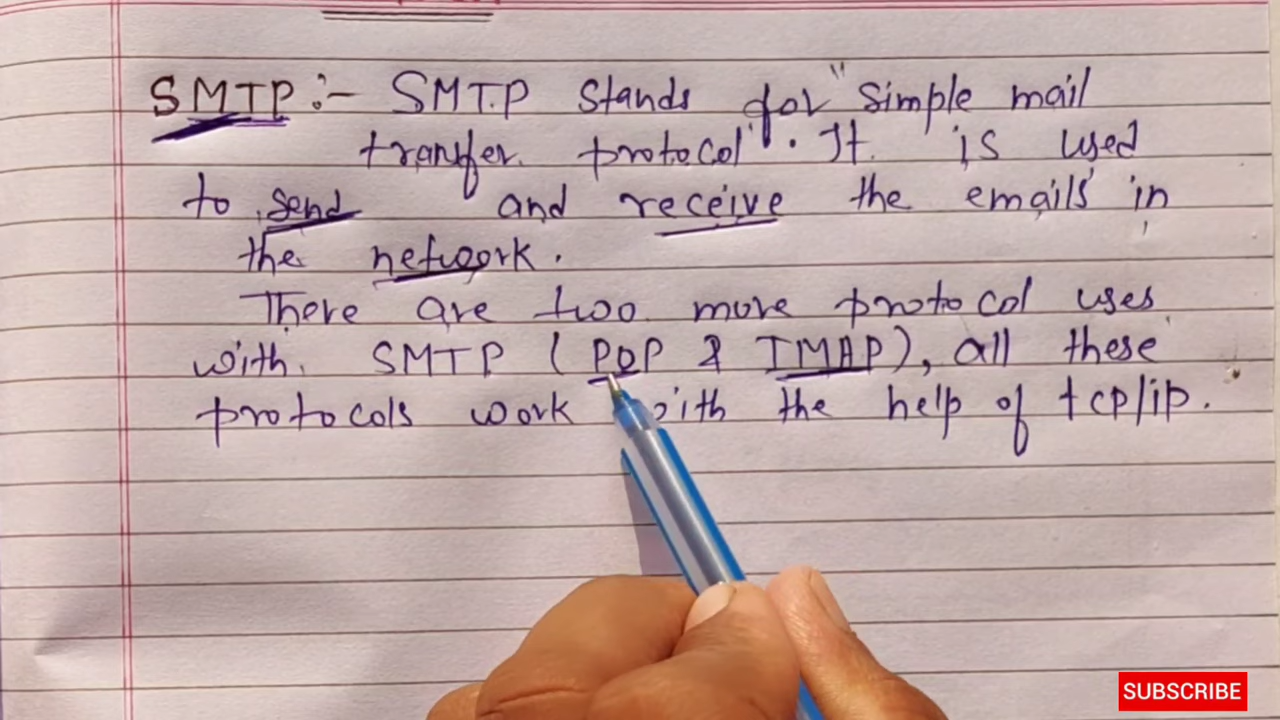 SMTP :- SMTP stands for "simple mail
transfer protocol". It is used
to send and receive the emails in
the network.
There are two more protocol uses
with SMTP (POP & IMAP), all these
protocols work with the help of tcp/ip.
SUBSCRIBE